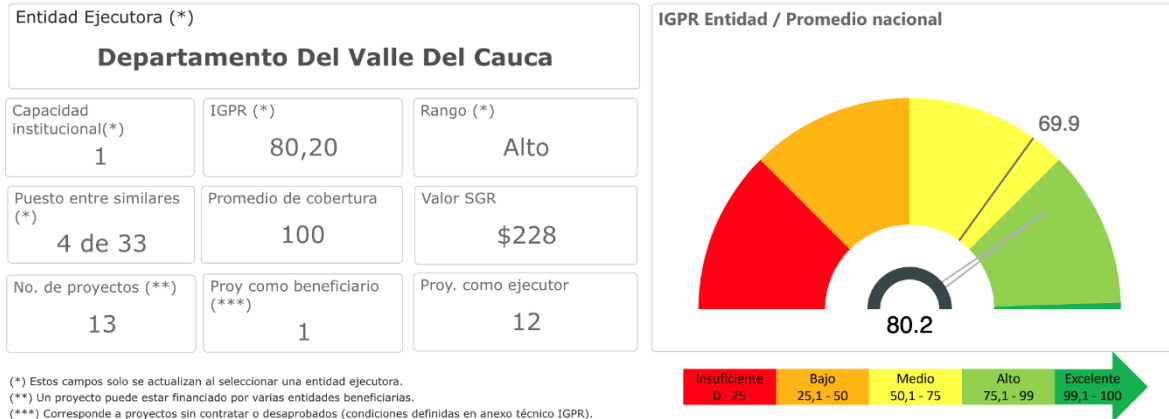 Entidad Ejecutora (*)
Departamento Del Valle Del Cauca
Capacidad
institucional(*)
1
IGPR (*)
80,20
Rango (*)
Alto
Puesto entre similares
(*)
4 de 33
Promedio de cobertura
100
Valor SGR
$228
No. de proyectos (**)
13
Proy como beneficiario
(***)
1
Proy. como ejecutor
12
(*) Estos campos solo se actualizan al seleccionar una entidad ejecutora.
(**) Un proyecto puede estar financiado por varias entidades beneficiarias.
(***) Corresponde a proyectos sin contratar o desaprobados (condiciones definidas en anexo técnico IGPR).
IGPR Entidad / Promedio nacional
69.9
80.2
Insuficiente
0 - 25
Bajo
25,1 - 50
Medio
50,1 - 75
Alto
75,1 - 99
Excelente
99,1 - 100